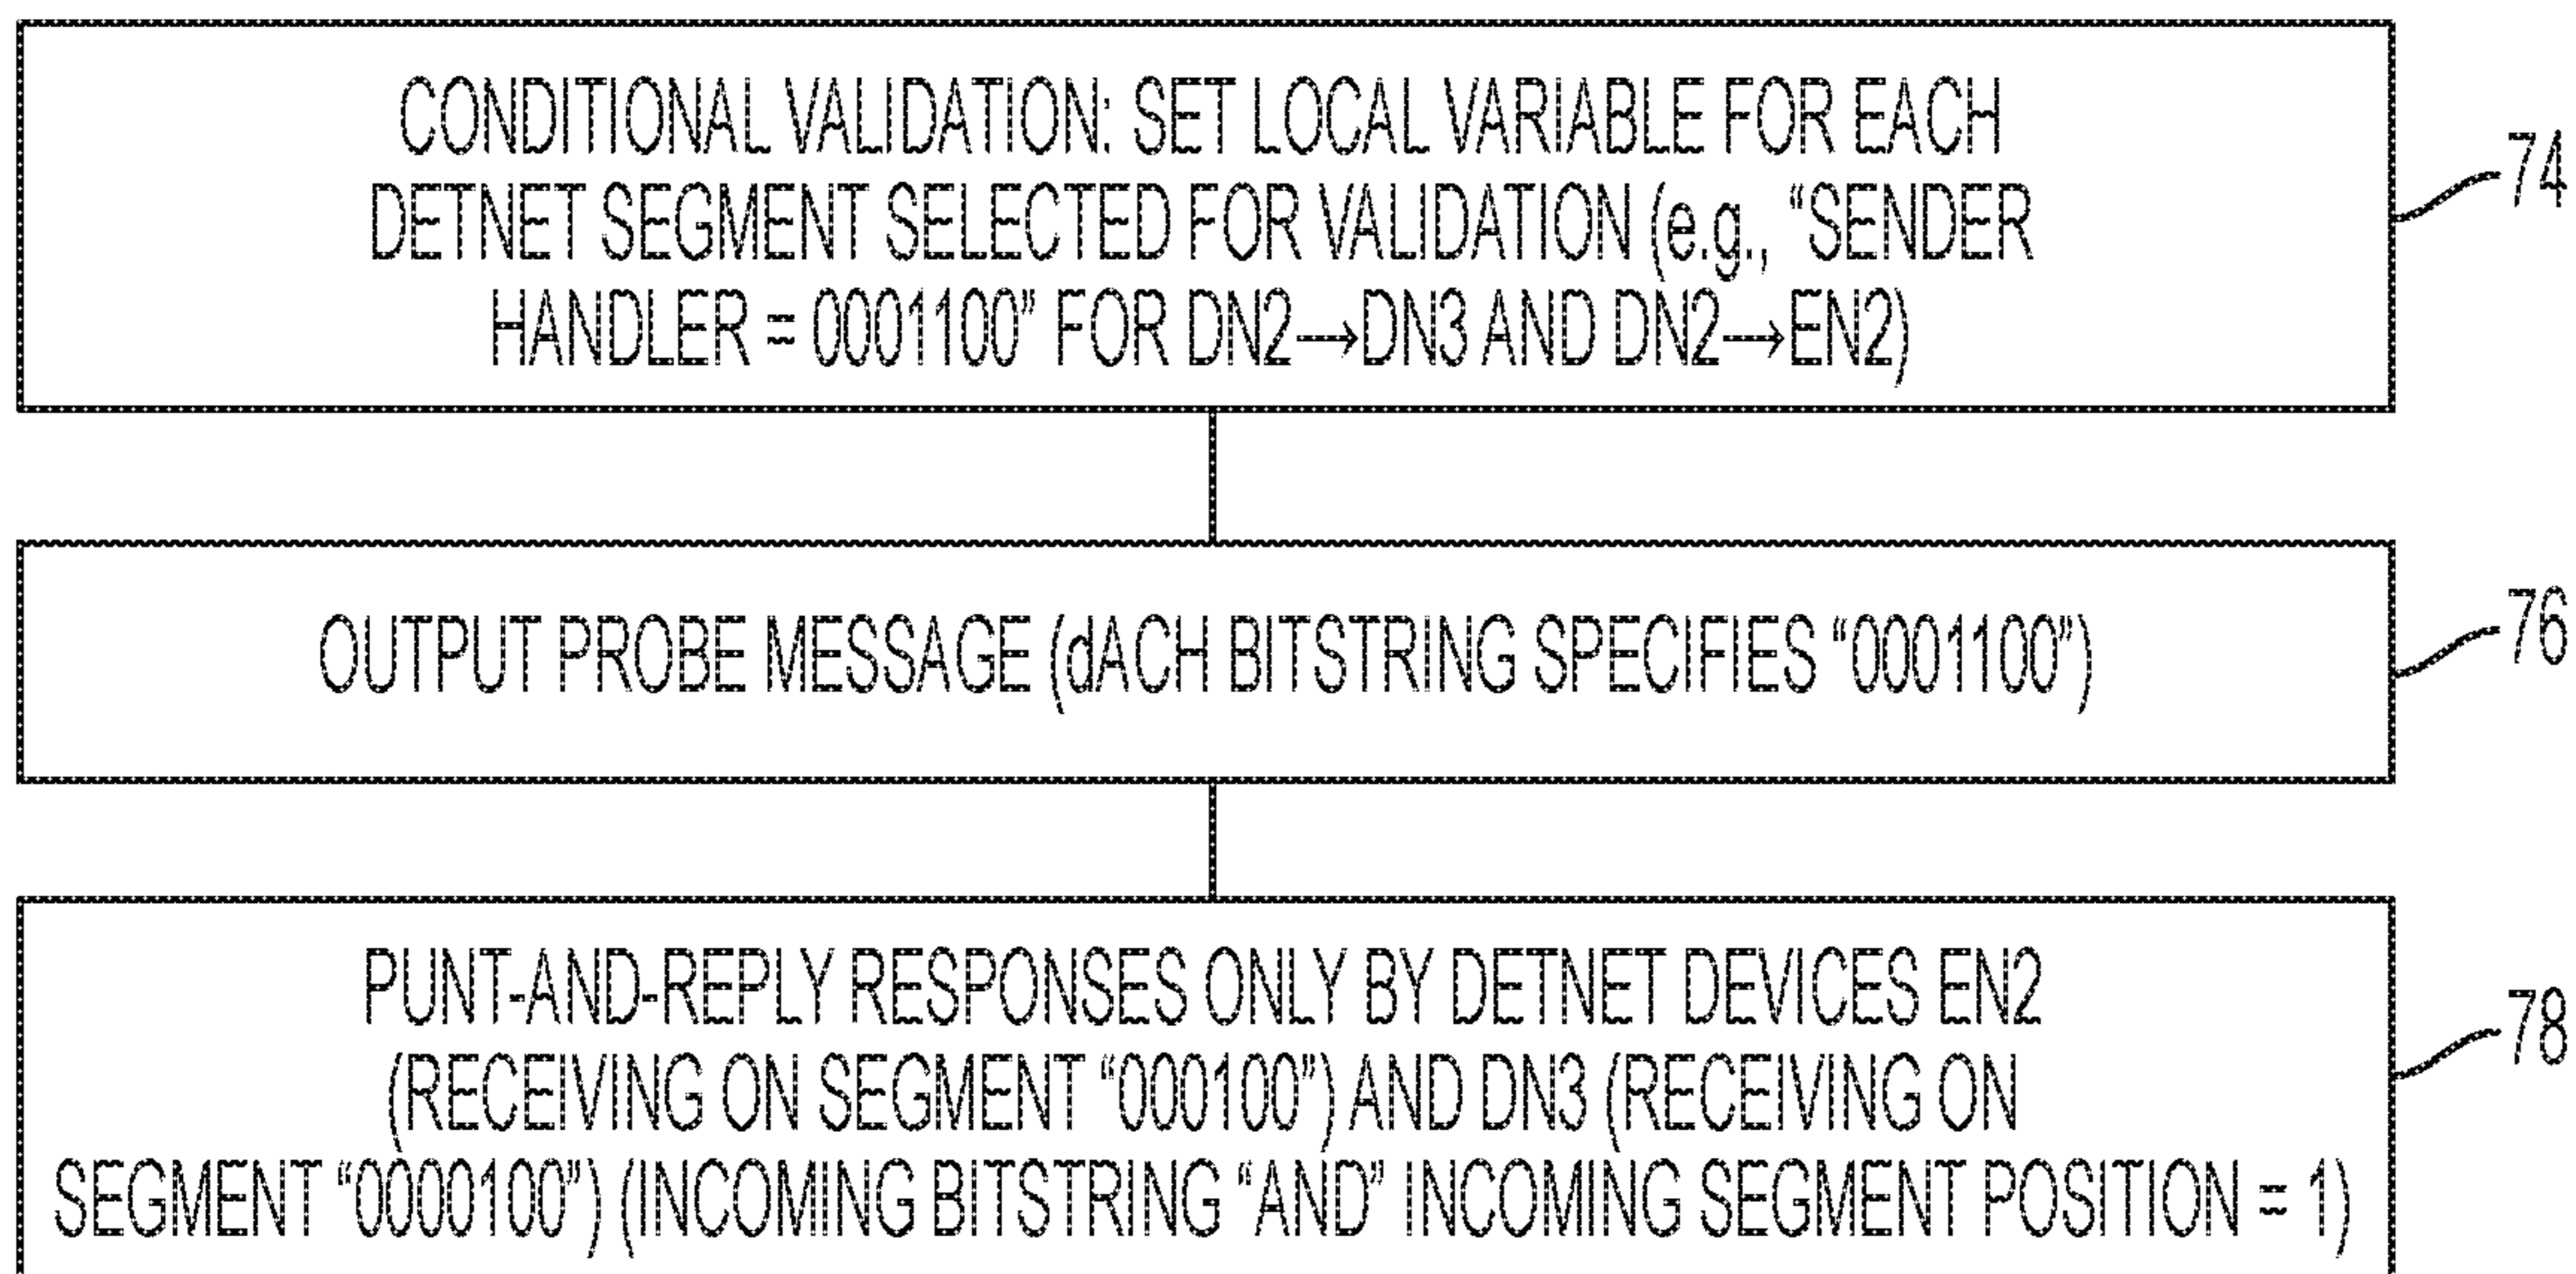 CONDITIONAL VALIDATION: SET LOCAL VARIABLE FOR EACH
DETNET SEGMENT SELECTED FOR VALIDATION (e.g., “SENDER
HANDLER = 0001100” FOR DN2→DN3 AND DN2→EN2)
74
OUTPUT PROBE MESSAGE (dACH BITSTRING SPECIFIES “0001100”)
76
PUNT-AND-REPLY RESPONSES ONLY BY DETNET DEVICES EN2
(RECEIVING ON SEGMENT “000100”) AND DN3 (RECEIVING ON
SEGMENT “0000100”) (INCOMING BITSTRING “AND” INCOMING SEGMENT POSITION = 1)
78